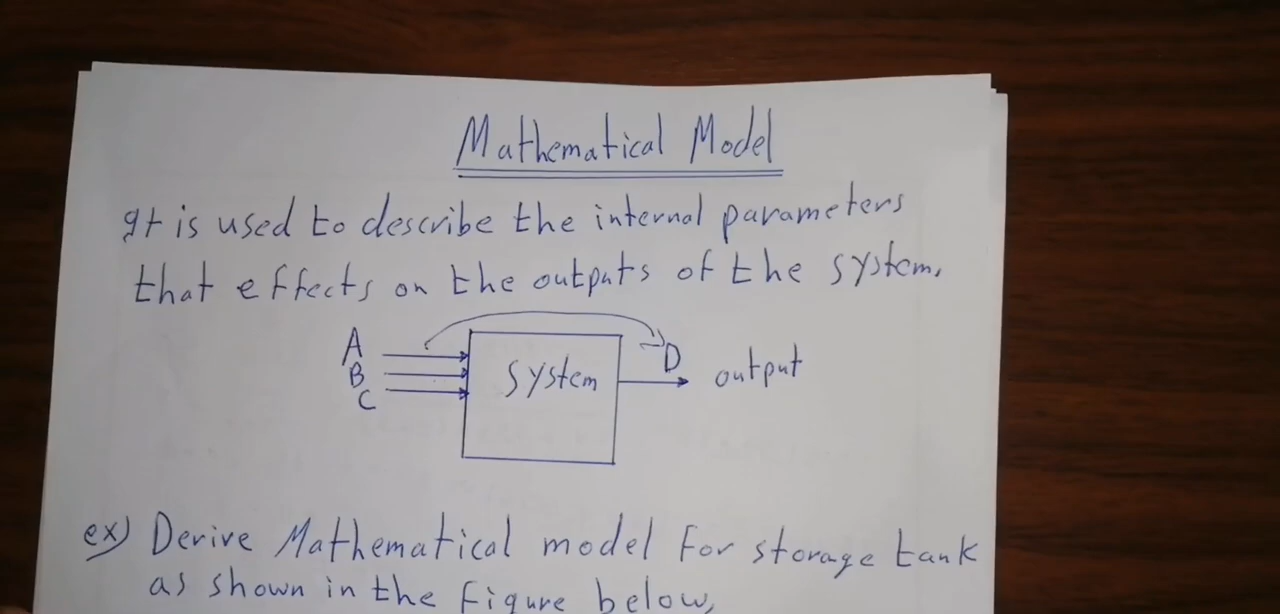 Mathematical Model
It is used to describe the internal parameters
that effects on the outputs of the system.
A
B
C
System
D
output
ex) Derive Mathematical model for storage tank
as shown in the figure below,